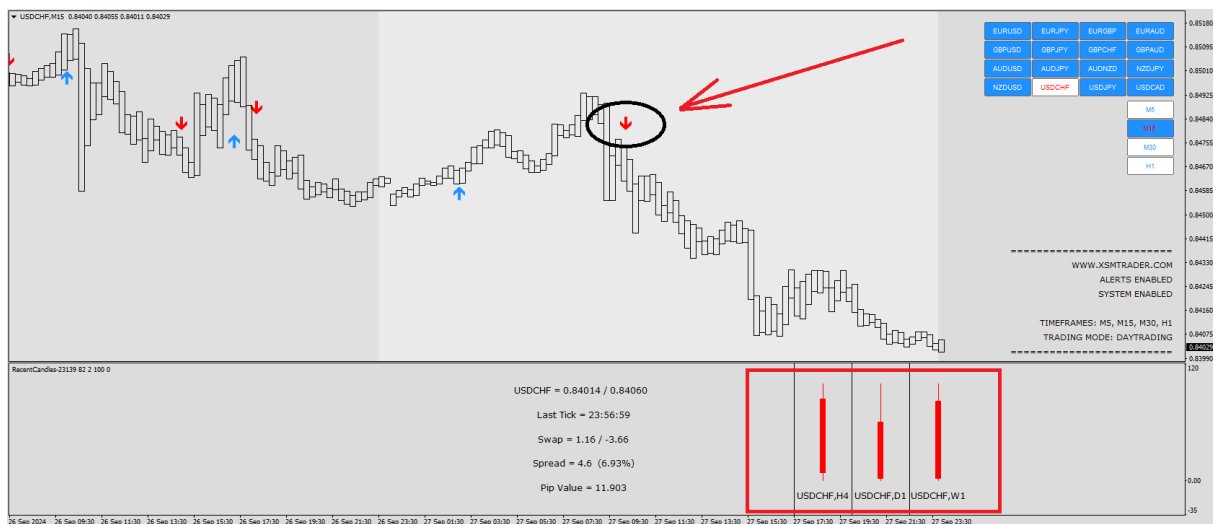 USDCHF,M15 0.84040 0.84055 0.84011 0.84029
EURUSD EURJPY EURGBP EURAUD
GBPUSD GBPJPY GBPCHF GBPAUD
AUDUSD AUDJPY AUDNZD NZDJPY
NZDUSD USDCHF USDJPY USDCAD
M5
M15
M30
H1
0.85180
0.85095
0.85010
0.84925
0.84840
0.84755
0.84670
0.84585
0.84500
0.84415
0.84330
0.84245
0.84160
0.84075
0.84029
0.83990
WWW.XSMTRADER.COM
ALERTS ENABLED
SYSTEM ENABLED
TIMEFRAMES: M5, M15, M30, H1
TRADING MODE: DAYTRADING
RecentCandles-23139 82 2 100 0
USDCHF = 0.84014 / 0.84060
Last Tick = 23:56:59
Swap = 1.16 / -3.66
Spread = 4.6 (6.93%)
Pip Value = 11.903
USDCHF,H4 USDCHF,D1 USDCHF,W1
120
0.00
-35
26 Sep 2024 26 Sep 09:30 26 Sep 11:30 26 Sep 13:30 26 Sep 15:30 26 Sep 17:30 26 Sep 19:30 26 Sep 21:30 26 Sep 23:30 27 Sep 01:30 27 Sep 03:30 27 Sep 05:30 27 Sep 07:30 27 Sep 09:30 27 Sep 11:30 27 Sep 13:30 27 Sep 15:30 27 Sep 17:30 27 Sep 19:30 27 Sep 21:30 27 Sep 23:30